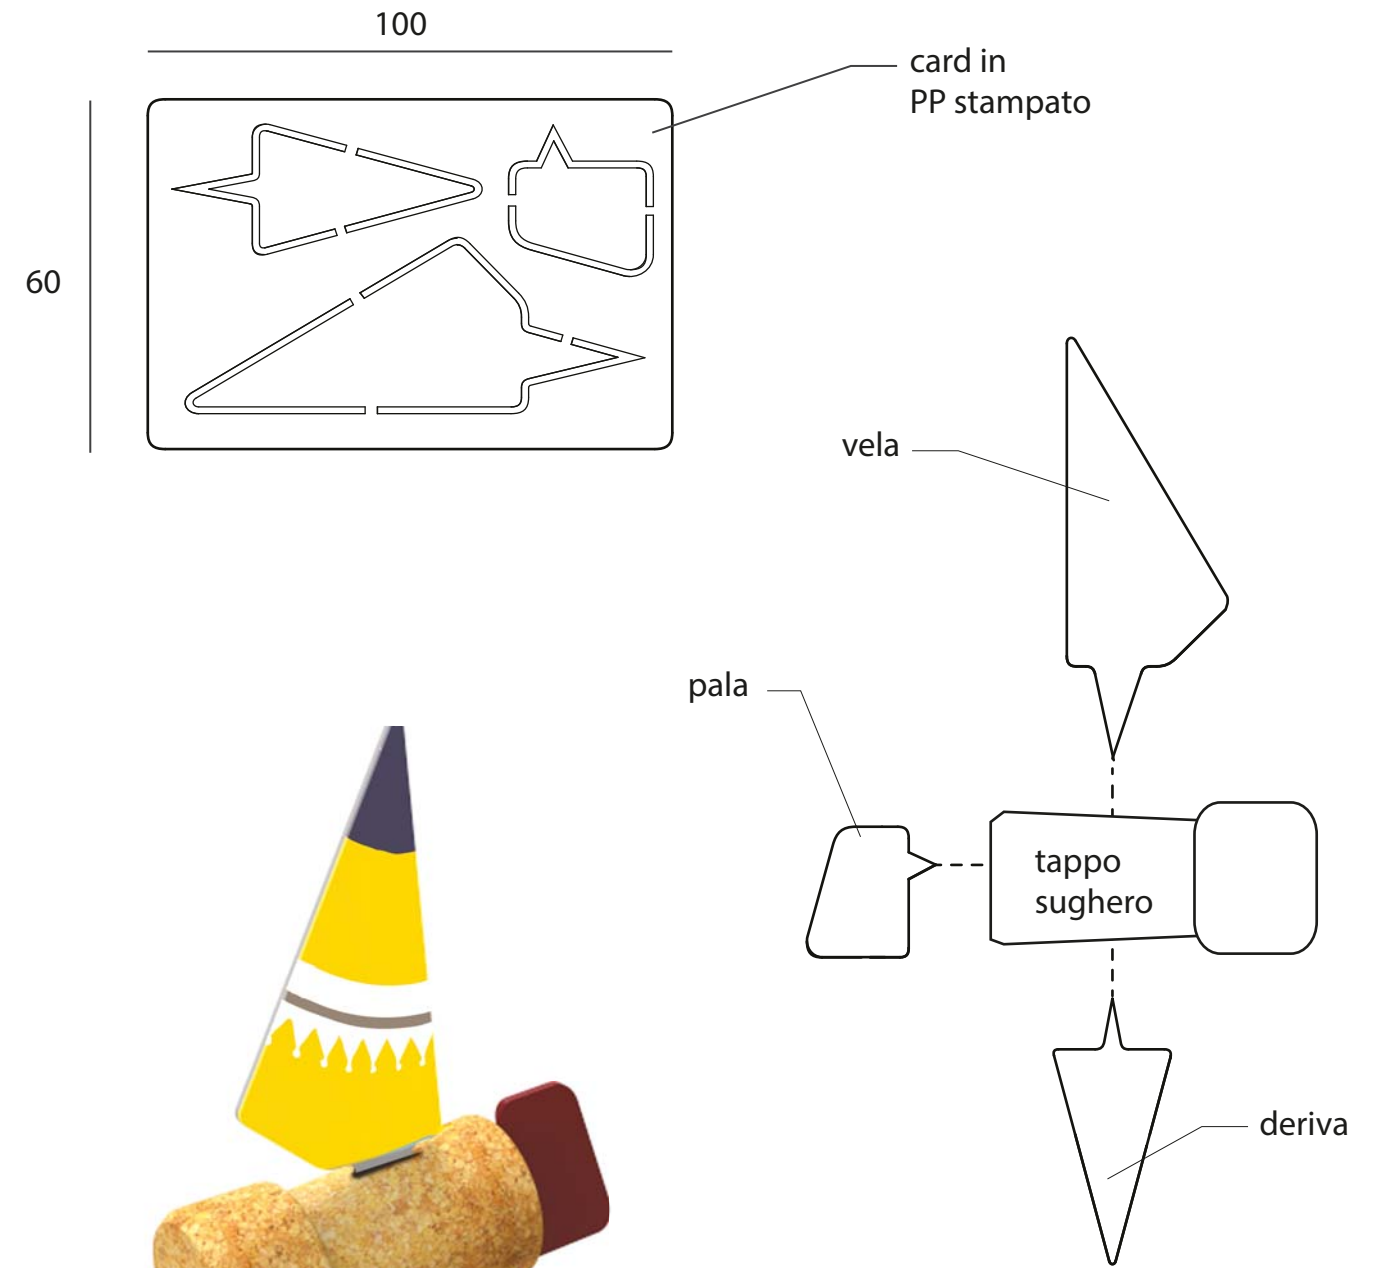 100
card in
PP stampato
60
vela
pala
tappo
sughero
deriva